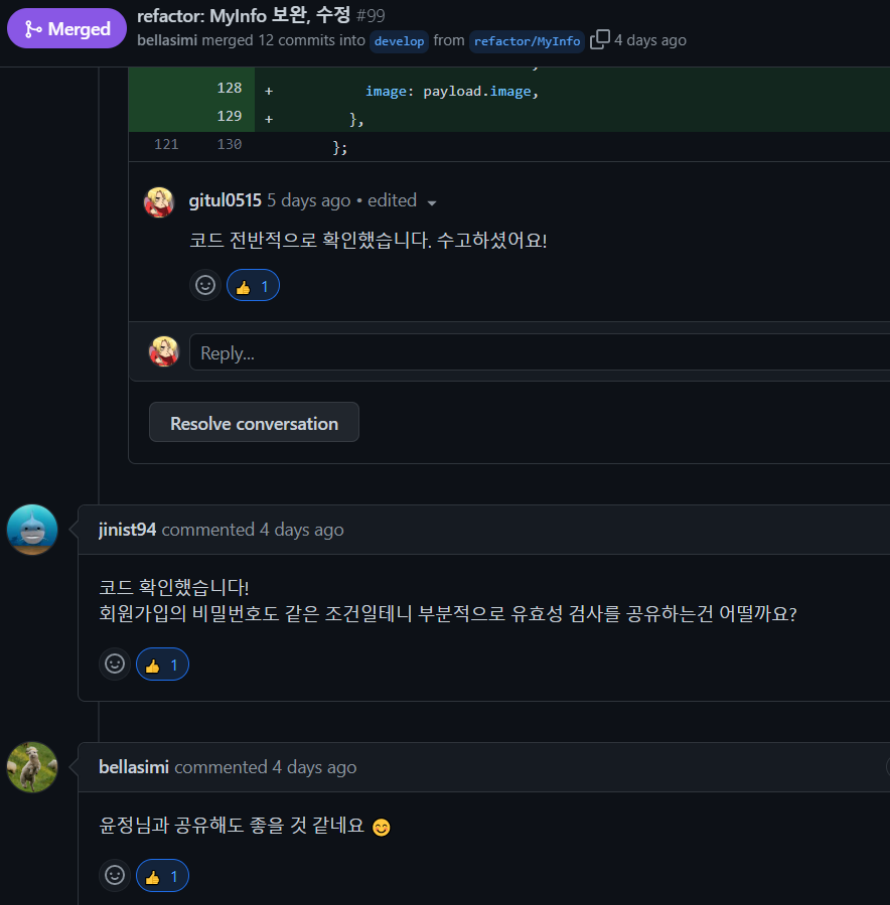 Merged
refactor: MyInfo 보완, 수정 #99
bellasimi merged 12 commits into develop from refactor/MyInfo 4 days ago
128 + image: payload.image,
129 + },
121 130 };
gitul0515 5 days ago • edited
코드 전반적으로 확인했습니다. 수고하셨어요!
👍 1
Reply...
Resolve conversation
jinist94 commented 4 days ago
코드 확인했습니다!
회원가입의 비밀번호도 같은 조건일테니 부분적으로 유효성 검사를 공유하는건 어떨까요?
👍 1
bellasimi commented 4 days ago
윤정님과 공유해도 좋을 것 같네요 😊
👍 1